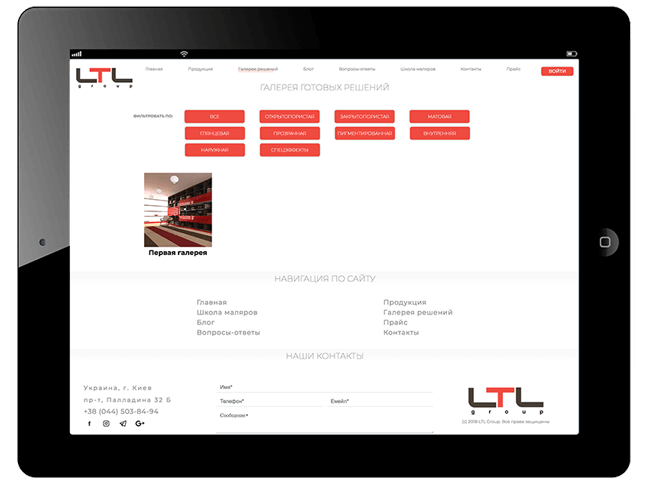 LTL
group
Главная Продукция Галерея решений Блог Вопросы-ответы Школа маляров Контакты Прайс ВОЙТИ
ГАЛЕРЕЯ ГОТОВЫХ РЕШЕНИЙ
ФИЛЬТРОВАТЬ ПО: ВСЕ ОТКРЫТОПОРИСТАЯ ЗАКРЫТОПОРИСТАЯ МАТОВАЯ
ГЛЯНЦЕВАЯ ПРОЗРАЧНАЯ ПИГМЕНТИРОВАННАЯ ВНУТРЕННЯЯ
НАРУЖНАЯ СПЕЦЭФФЕКТЫ
Первая галерея
НАВИГАЦИЯ ПО САЙТУ
Главная Продукция
Школа маляров Галерея решений
Блог Прайс
Вопросы-ответы Контакты
НАШИ КОНТАКТЫ
Украина, г. Киев
пр-т, Палладина 32 Б
+38 (044) 503-84-94
Имя*
Телефон* Емейл*
Сообщение*
LTL
group
(c) 2018 LTL Group. Все права защищены